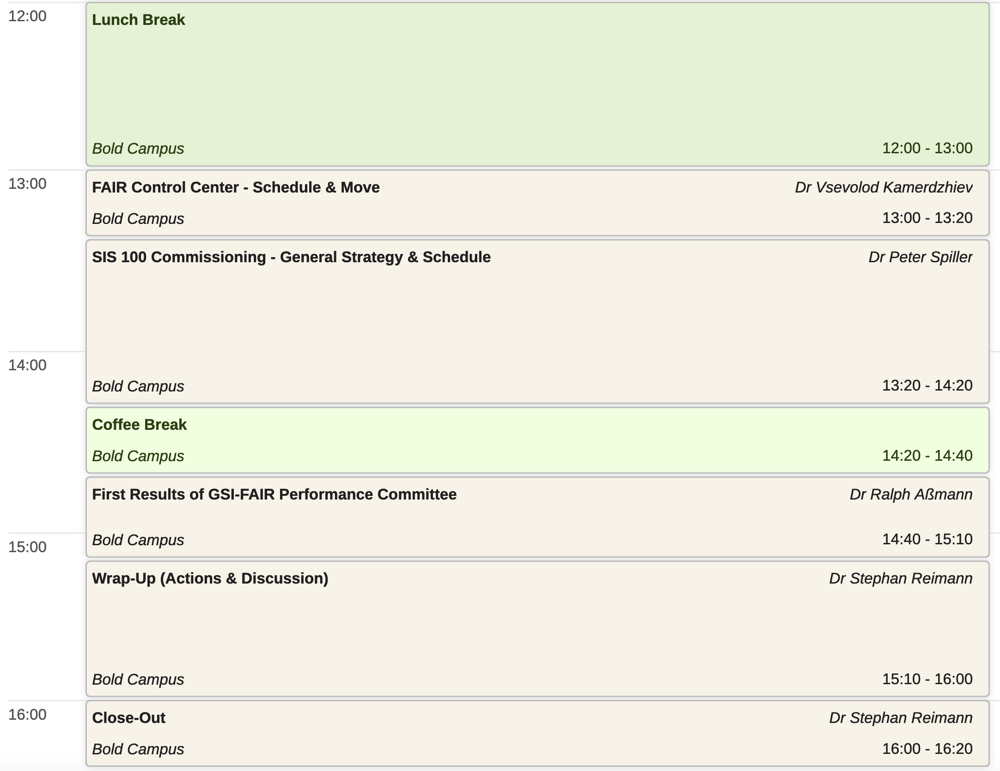 12:00
Lunch Break
Bold Campus 12:00 - 13:00
13:00
FAIR Control Center - Schedule & Move Dr Vsevolod Kamerdzhiev
Bold Campus 13:00 - 13:20
SIS 100 Commissioning - General Strategy & Schedule Dr Peter Spiller
14:00
Bold Campus 13:20 - 14:20
Coffee Break
Bold Campus 14:20 - 14:40
First Results of GSI-FAIR Performance Committee Dr Ralph Aßmann
Bold Campus 14:40 - 15:10
15:00
Wrap-Up (Actions & Discussion) Dr Stephan Reimann
Bold Campus 15:10 - 16:00
16:00
Close-Out Dr Stephan Reimann
Bold Campus 16:00 - 16:20